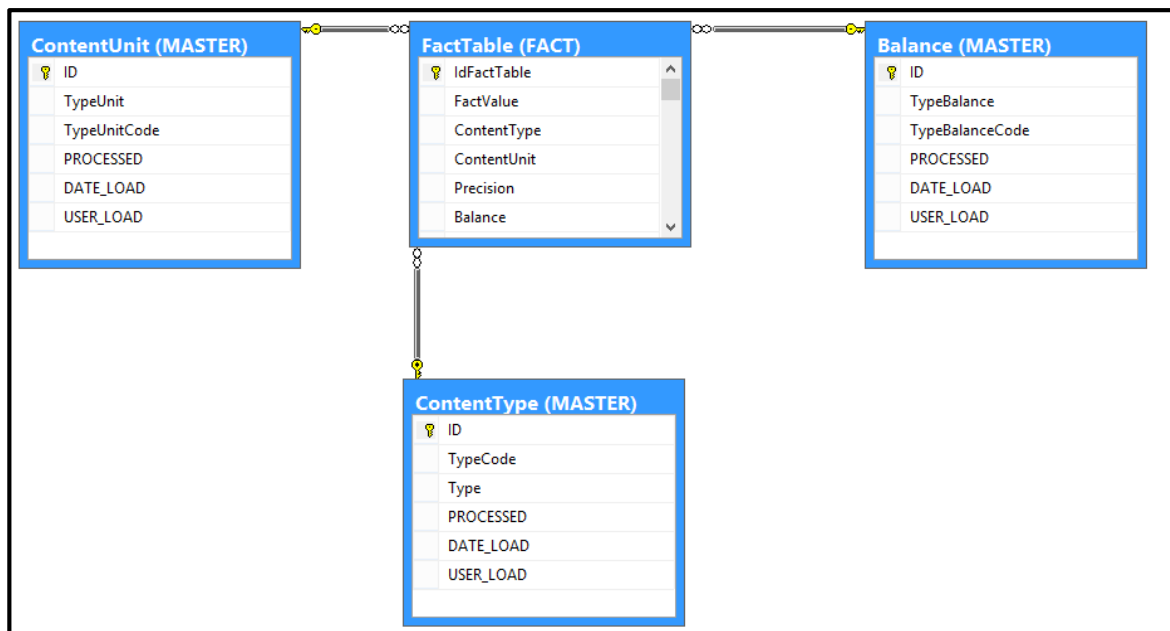 ContentUnit (MASTER)
ID
TypeUnit
TypeUnitCode
PROCESSED
DATE_LOAD
USER_LOAD
FactTable (FACT)
IdFactTable
FactValue
ContentType
ContentUnit
Precision
Balance
Balance (MASTER)
ID
TypeBalance
TypeBalanceCode
PROCESSED
DATE_LOAD
USER_LOAD
ContentType (MASTER)
ID
TypeCode
Type
PROCESSED
DATE_LOAD
USER_LOAD